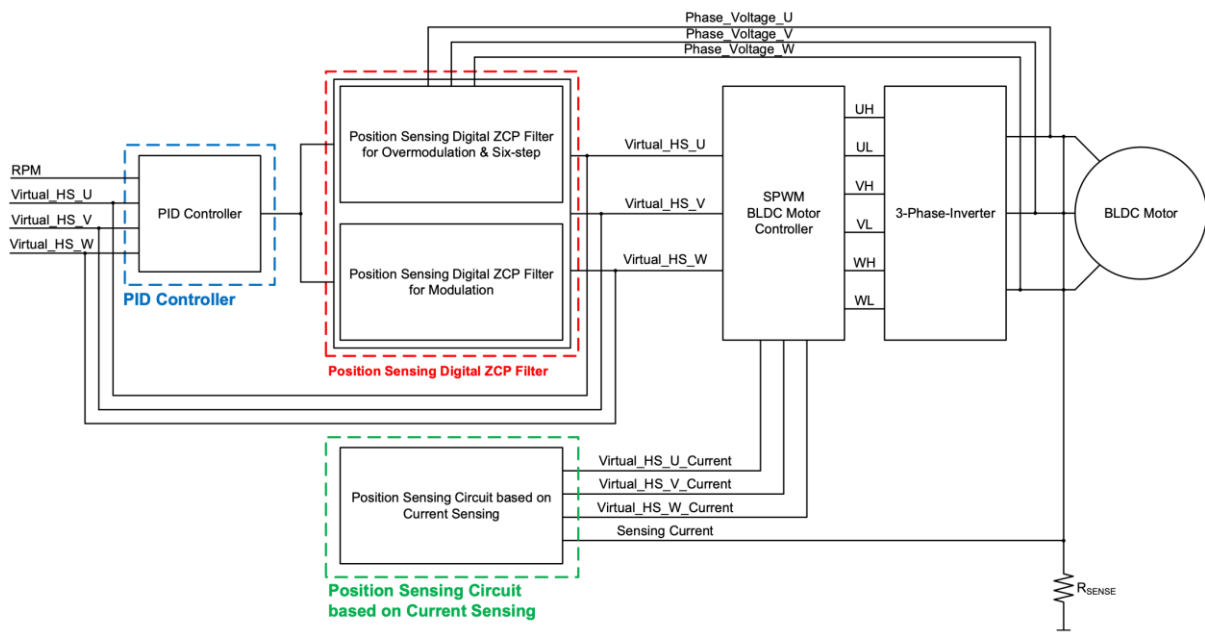 Phase_Voltage_U
Phase_Voltage_V
Phase_Voltage_W
Position Sensing Digital ZCP Filter
for Overmodulation & Six-step
Position Sensing Digital ZCP Filter
for Modulation
Position Sensing Digital ZCP Filter
RPM
Virtual_HS_U
Virtual_HS_V
Virtual_HS_W
PID Controller
PID Controller
Virtual_HS_U
Virtual_HS_V
Virtual_HS_W
SPWM
BLDC Motor
Controller
UH
UL
VH
VL
WH
WL
3-Phase-Inverter
BLDC Motor
Position Sensing Circuit based on
Current Sensing
Virtual_HS_U_Current
Virtual_HS_V_Current
Virtual_HS_W_Current
Sensing Current
Position Sensing Circuit
based on Current Sensing
RSENSE